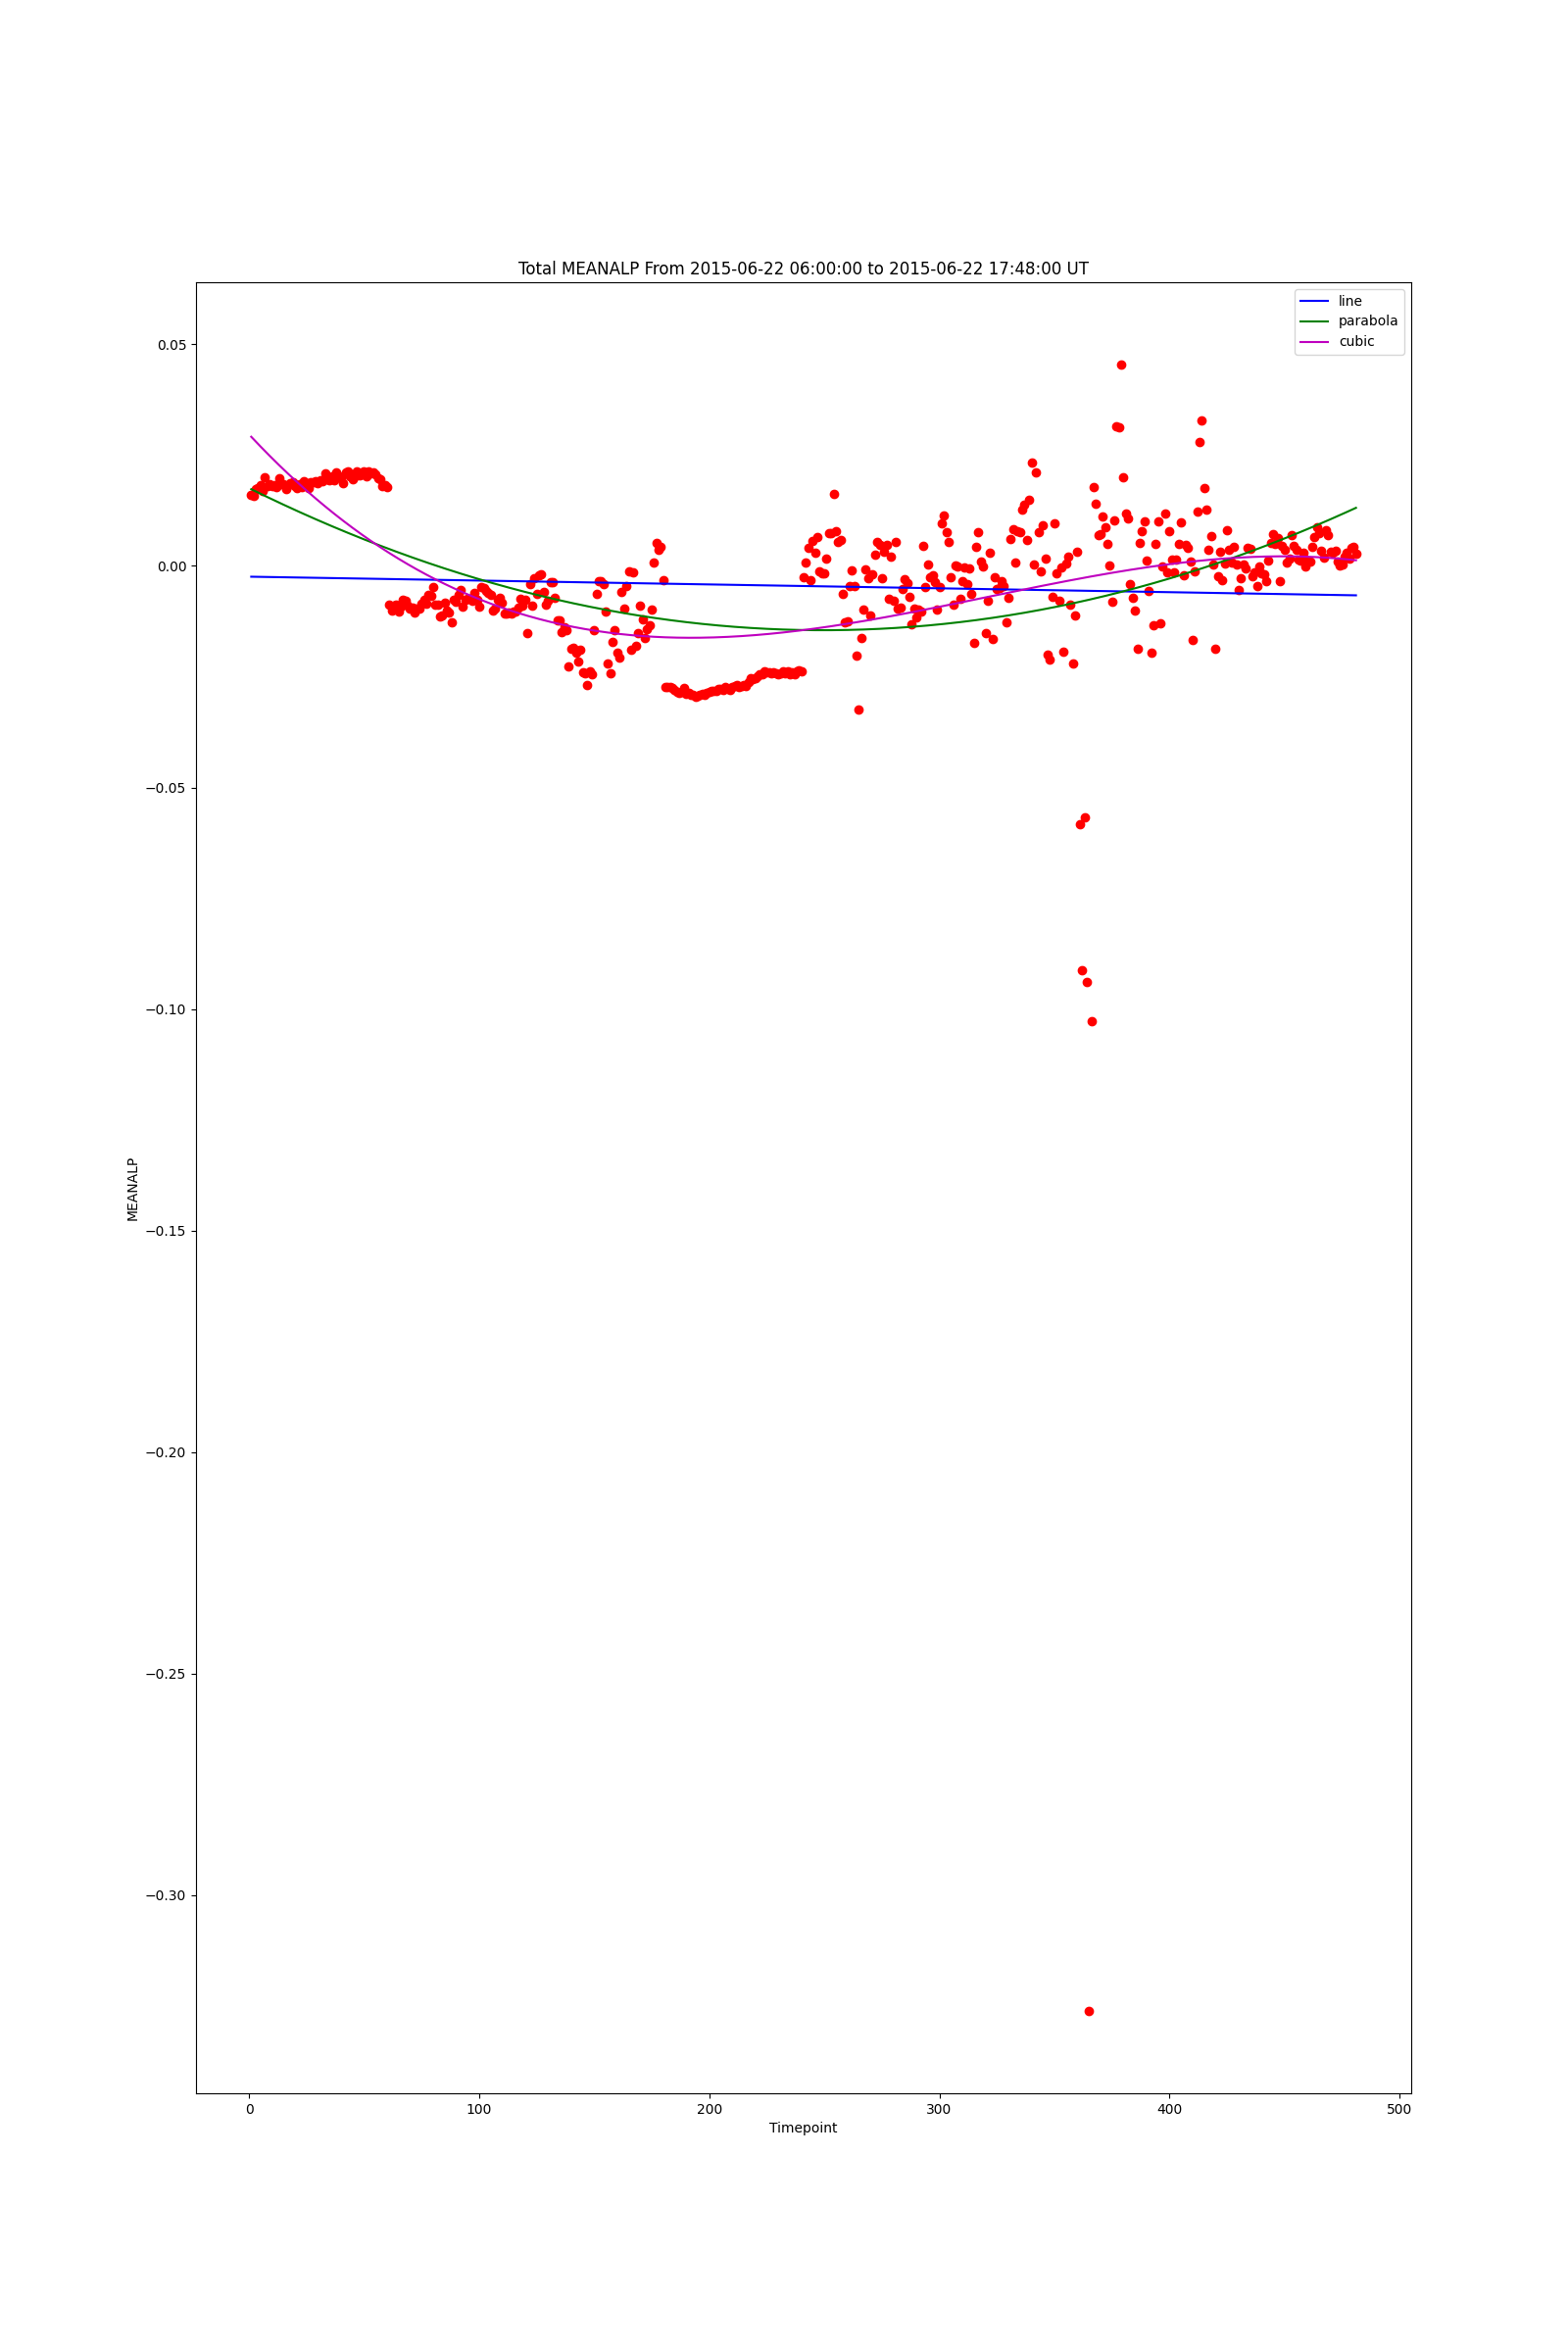 Total MEANALP From 2015-06-22 06:00:00 to 2015-06-22 17:48:00 UT
line
parabola
cubic
0.05
0.00
−0.05
−0.10
−0.15
−0.20
−0.25
−0.30
MEANALP
0 100 200 300 400 500
Timepoint